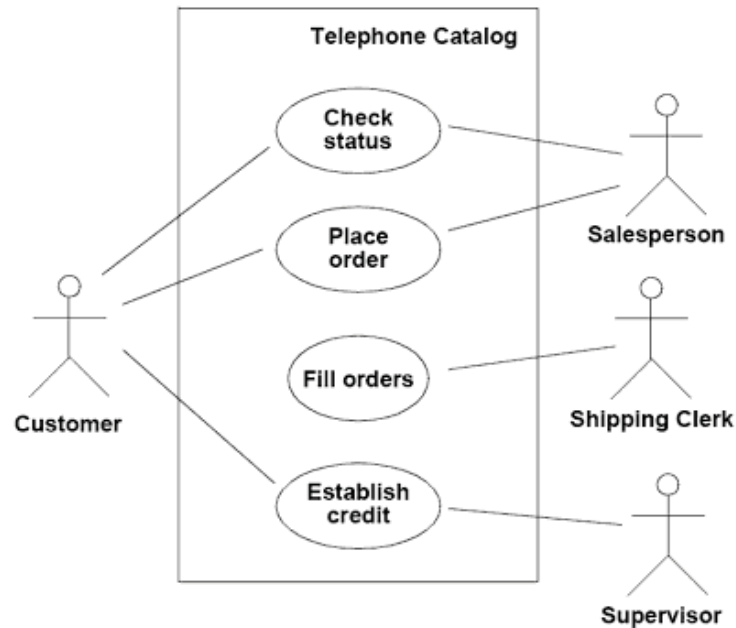 Telephone Catalog
Check
status
Salesperson
Place
order
Customer
Fill orders
Shipping Clerk
Establish
credit
Supervisor